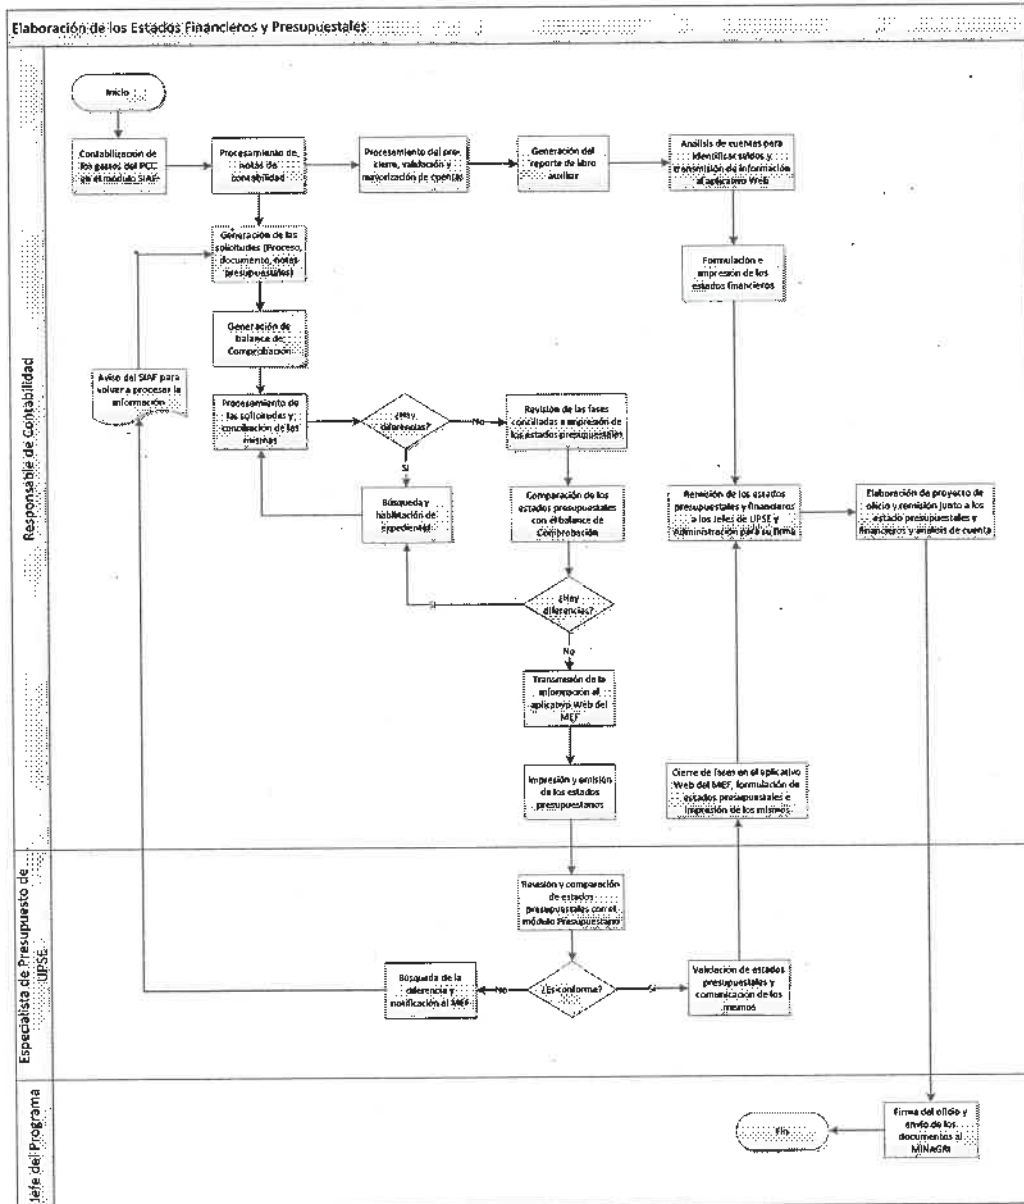 Elaboración de los Estados Financieros y Presupuestales
Responsable de Contabilidad
Inicio
Contabilización de
los gastos del PCC
en el módulo SIAF
Procesamiento de
notas de
contabilidad
Procesamiento del pre
cierre, validación y
mayorización de cuentas
Generación del
reporte de libro
auxiliar
Análisis de cuentas para
identificar saldos y
transmisión de información
al aplicativo Web
Generación de las
solicitudes (Proceso,
documento, notas
presupuestales)
Formulación e
impresión de los
estados financieros
Generación de
balance de
Comprobación
Aviso del SIAF para
volver a procesar la
información
Procesamiento de
las solicitudes y
conciliación de las
mismas
¿Hay
diferencias?
No
Si
Revisión de las fases
conciliadas e impresión de
los estados presupuestales
Búsqueda y
habilitación de
expedientes
Comparación de los
estados presupuestales
con el balance de
Comprobación
Remisión de los estados
presupuestales y financieros
a los Jefes de UPSE y
Administración para su firma
Elaboración de proyecto de
oficio y remisión junto a los
estado presupuestales y
financieros y análisis de cuenta
¿Hay
diferencias?
Si
No
Transmisión de la
información al
aplicativo Web del
MEF
Impresión y emisión
de los estados
presupuestarios
Cierre de fases en el aplicativo
Web del MEF, formulación de
estados presupuestales e
impresión de los mismos
Especialista de Presupuesto de
UPSE
Revisión y comparación
de estados
presupuestales con el
módulo Presupuestario
Búsqueda de la
diferencia y
notificación al MEF
No
¿Es conforme?
Si
Validación de estados
presupuestales y
comunicación de los
mismos
Jefe del Programa
Fin
Firma del oficio y
envío de los
documentos al
MINAGRI